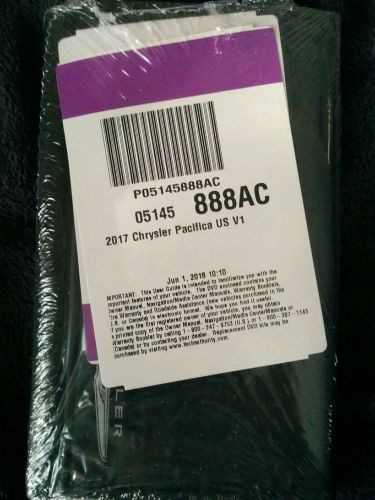 P05145888AC
05145 888AC
2017 Chrysler Pacifica US V1
Jun 1, 2016 10:10
IMPORTANT: This User Guide is intended to familiarize you with the
important features of your vehicle. The DVD enclosed contains your
Owner Manual, Navigation/Media Center Manuals, Warranty Booklets,
Tire Warranty and Roadside Assistance (new vehicles purchased in the
U.S. or Canada) in electronic format. We hope you find it useful.
If you are the first registered owner of your vehicle, you may obtain
a printed copy of the Owner Manual, Navigation/Media Center Manuals or
Warranty Booklet by calling 1-800-247-9753 (U.S.) or 1-800-387-1143
(Canada) or by contacting your dealer. Replacement DVD kits may be
purchased by visiting www.techauthority.com.
LER